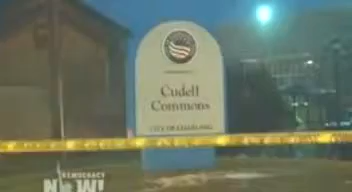 Cudell
Commons
CITY OF CLEVELAND
DEMOCRACY
NOW!